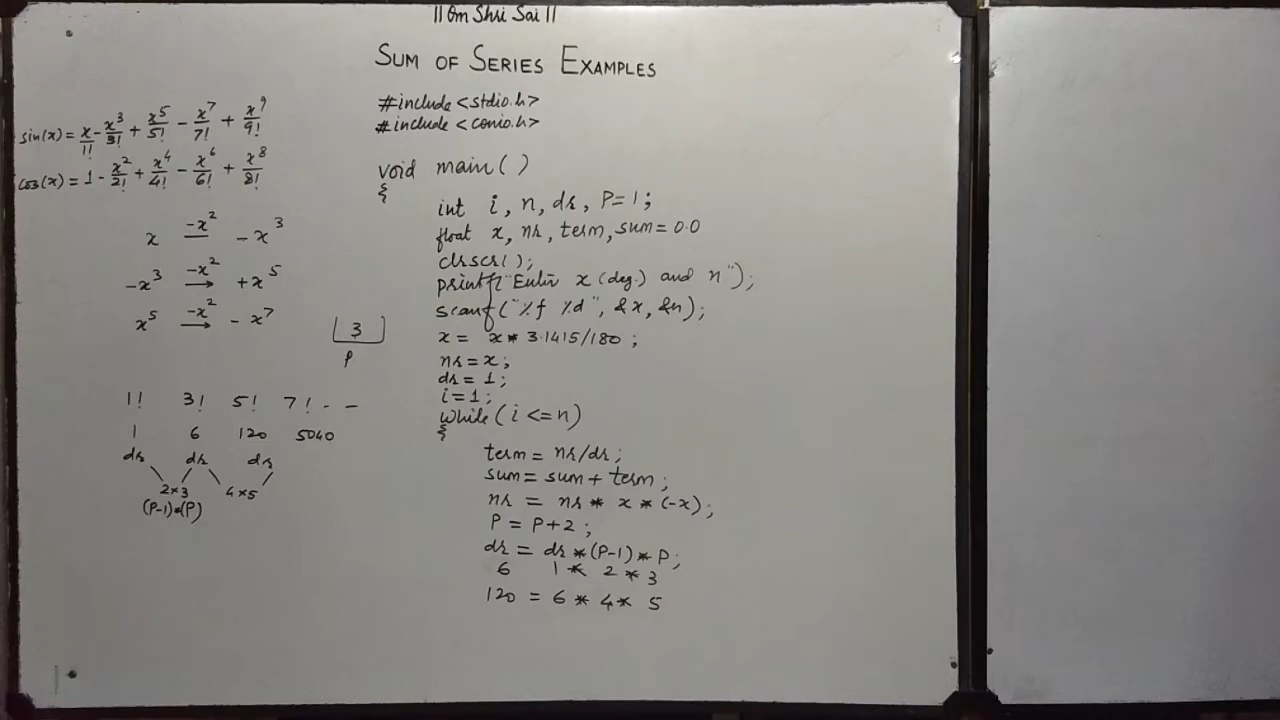 || Om Shri Sai ||
SUM OF SERIES EXAMPLES
sin(x) = x/1! - x³/3! + x⁵/5! - x⁷/7! + x⁹/9!
cos(x) = 1 - x²/2! + x⁴/4! - x⁶/6! + x⁸/8!
x -x² — -x³
-x³ -x² → +x⁵
x⁵ -x² → -x⁷
3
P
1! 3! 5! 7! - - -
1 6 120 5040
dr dr dr
2*3 4*5
(P-1)*(P)
#include <stdio.h>
#include <conio.h>
void main( )
{
int i, n, dr, P=1;
float x, nr, term, sum = 0.0
clrscr( );
printf("Enter x (deg.) and n");
scanf("%f %d", &x, &n);
x = x * 3.1415/180 ;
nr = x;
dr = 1;
i=1;
while( i <= n)
{
term = nr/dr;
sum = sum + term;
nr = nr * x * (-x);
P = P+2 ;
dr = dr * (P-1) * P;
6 1 * 2 * 3
120 = 6 * 4 * 5